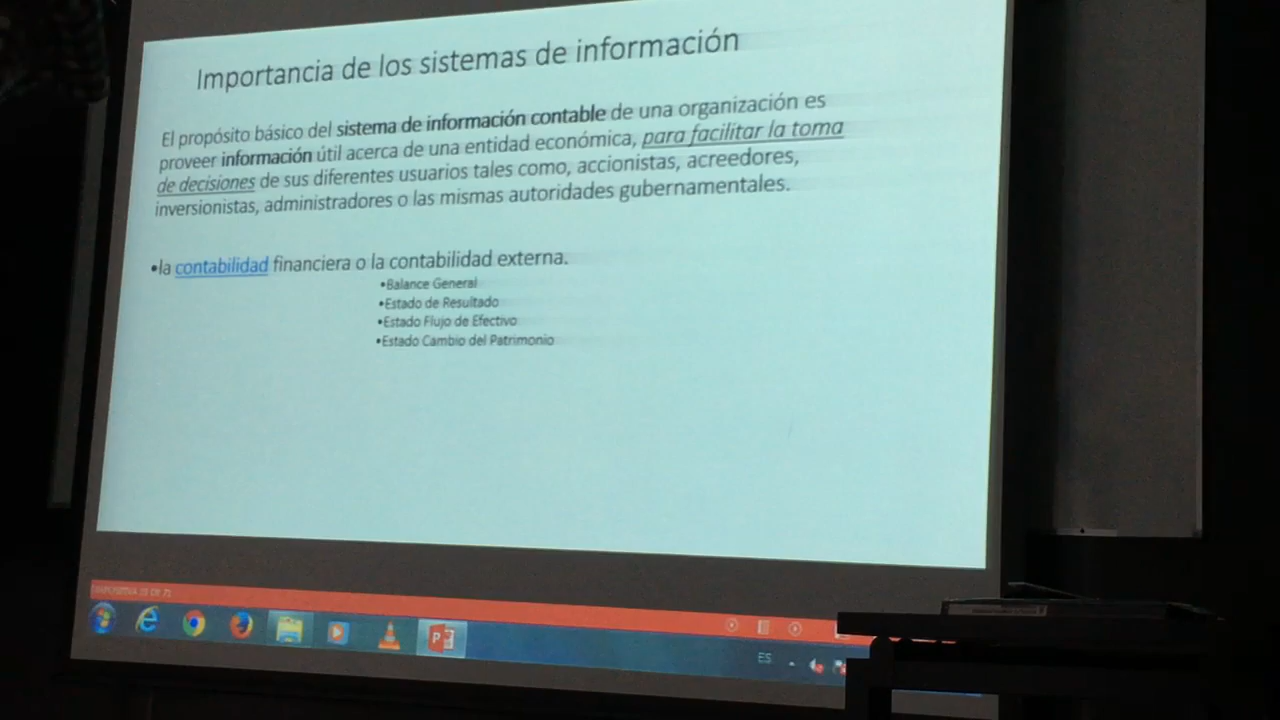 Importancia de los sistemas de información
El propósito básico del sistema de información contable de una organización es
proveer información útil acerca de una entidad económica, para facilitar la toma
de decisiones de sus diferentes usuarios tales como, accionistas, acreedores,
inversionistas, administradores o las mismas autoridades gubernamentales.
•la contabilidad financiera o la contabilidad externa.
•Balance General
•Estado de Resultado
•Estado Flujo de Efectivo
•Estado Cambio del Patrimonio
ES